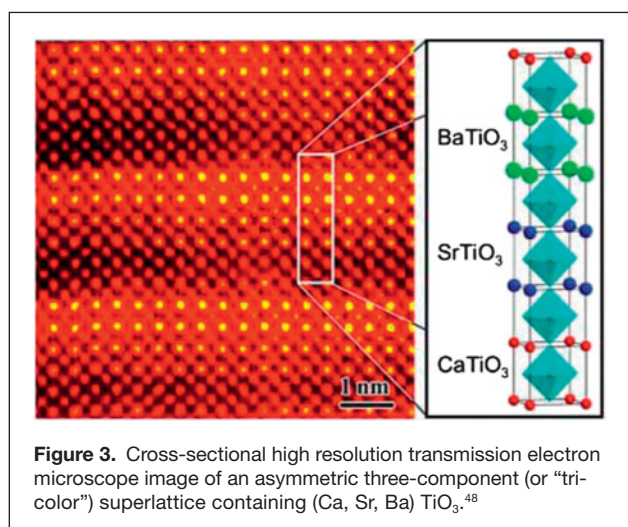 BaTiO3
SrTiO3
CaTiO3
1 nm
Figure 3. Cross-sectional high resolution transmission electron
microscope image of an asymmetric three-component (or “tri-
color”) superlattice containing (Ca, Sr, Ba) TiO3.48